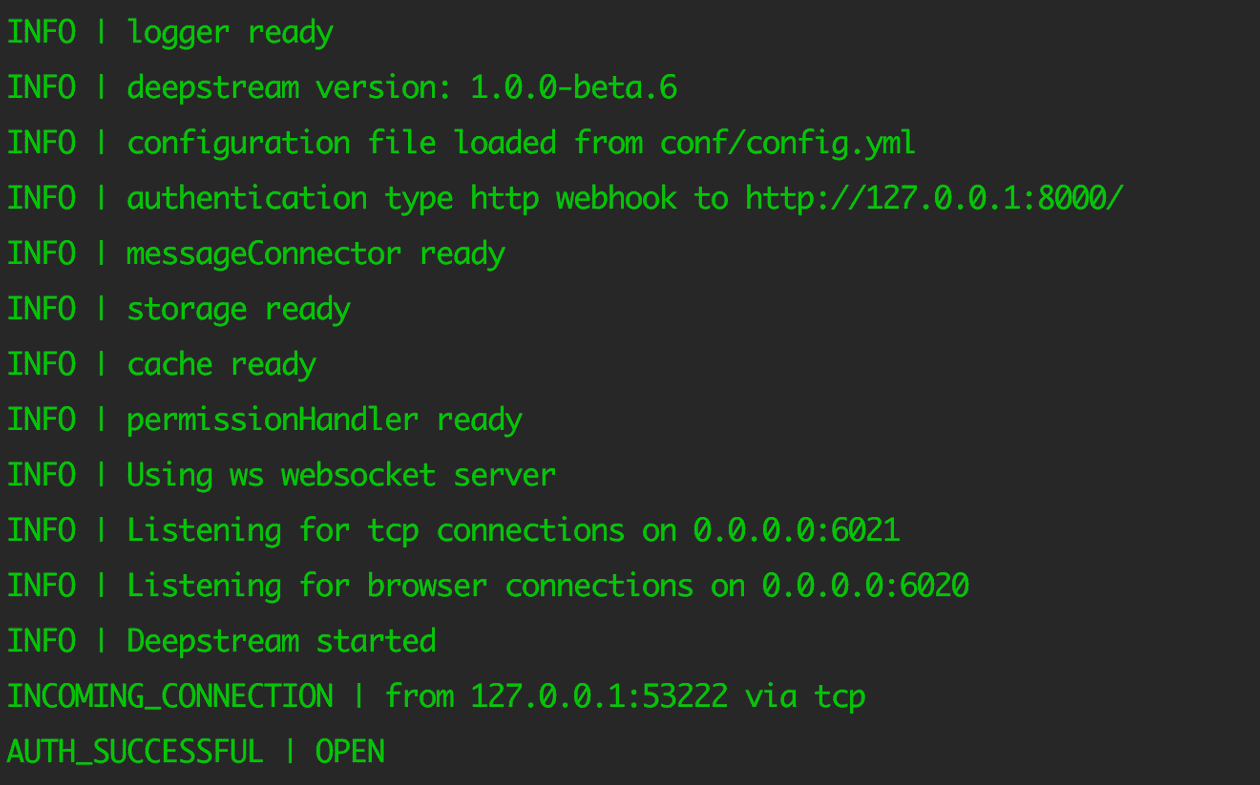 INFO | logger ready
INFO | deepstream version: 1.0.0-beta.6
INFO | configuration file loaded from conf/config.yml
INFO | authentication type http webhook to http://127.0.0.1:8000/
INFO | messageConnector ready
INFO | storage ready
INFO | cache ready
INFO | permissionHandler ready
INFO | Using ws websocket server
INFO | Listening for tcp connections on 0.0.0.0:6021
INFO | Listening for browser connections on 0.0.0.0:6020
INFO | Deepstream started
INCOMING_CONNECTION | from 127.0.0.1:53222 via tcp
AUTH_SUCCESSFUL | OPEN